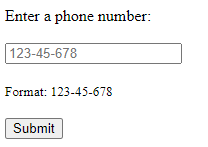 Enter a phone number:
123-45-678
Format: 123-45-678
Submit